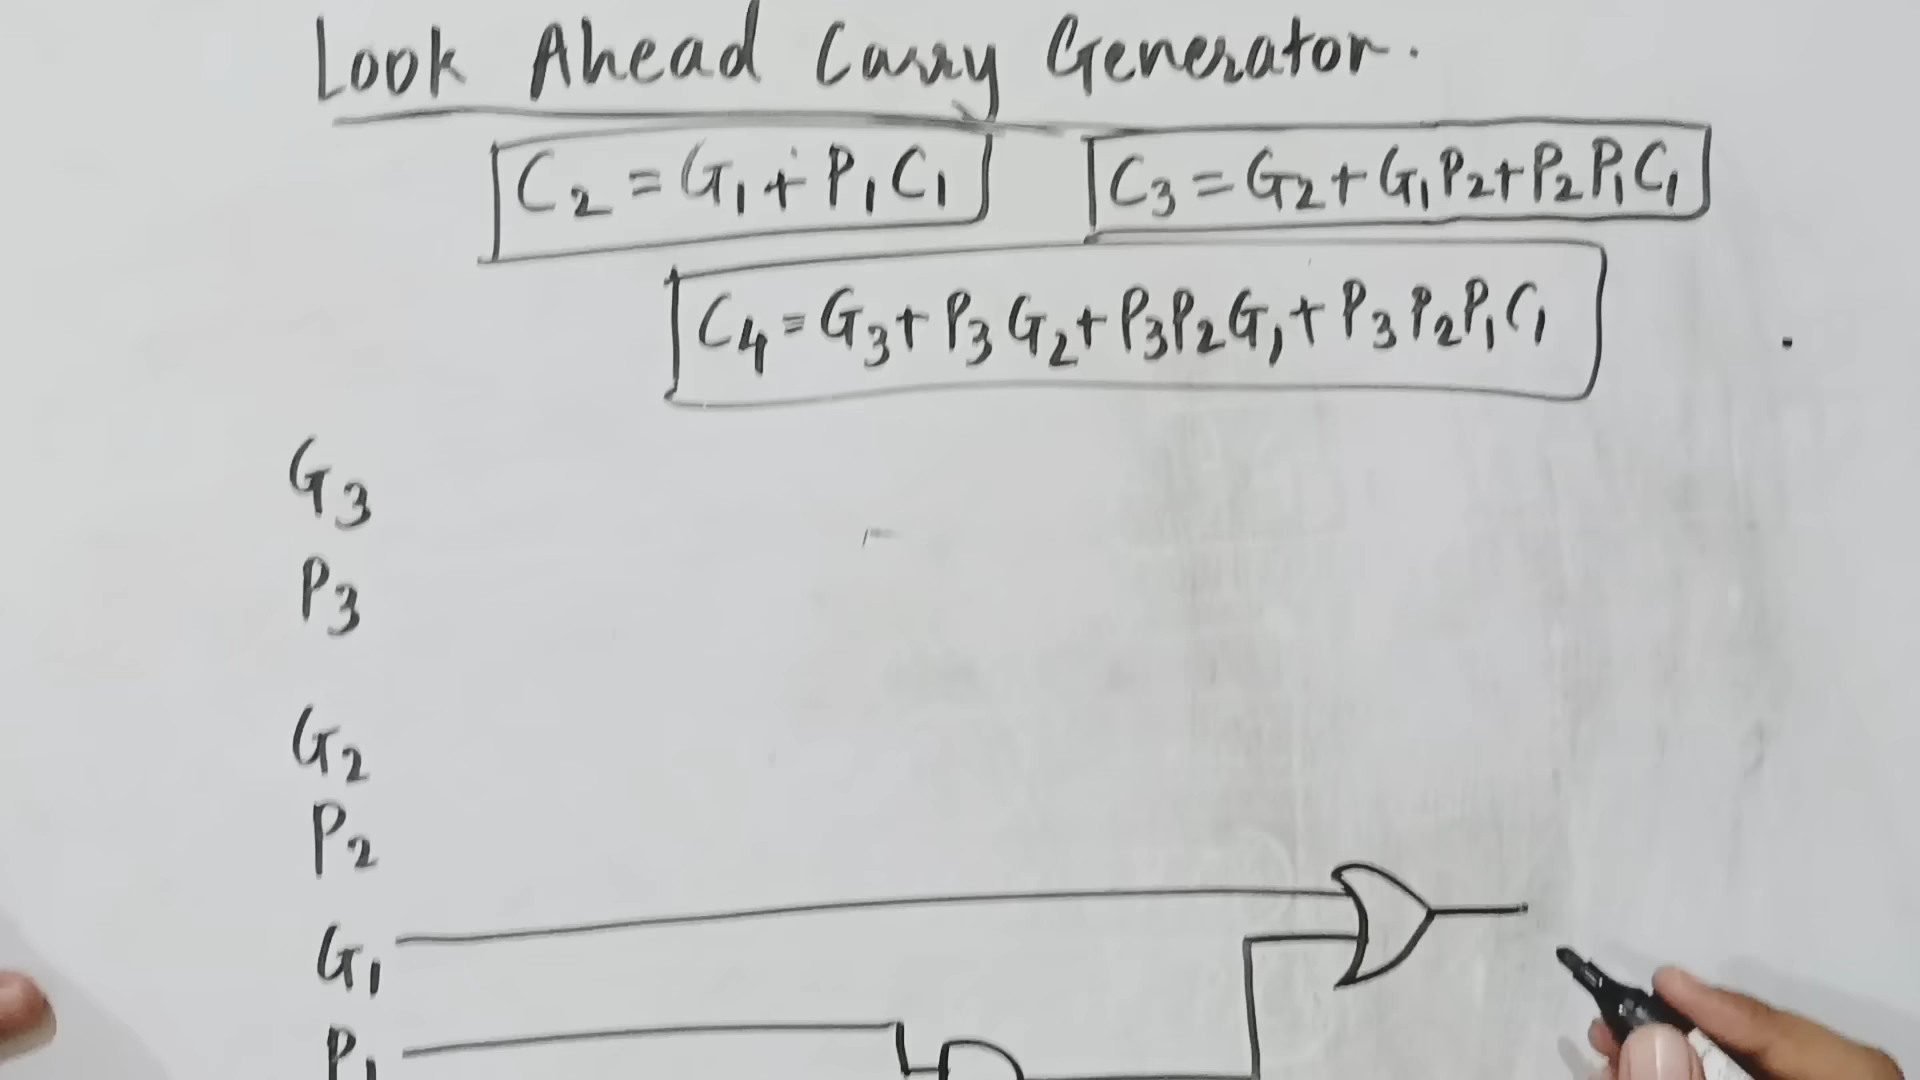 Look Ahead Carry Generator.
C₂ = G₁ + P₁C₁
C₃ = G₂ + G₁P₂ + P₂P₁C₁
C₄ = G₃ + P₃G₂ + P₃P₂G₁ + P₃P₂P₁C₁
G₃
P₃
G₂
P₂
G₁
P₁